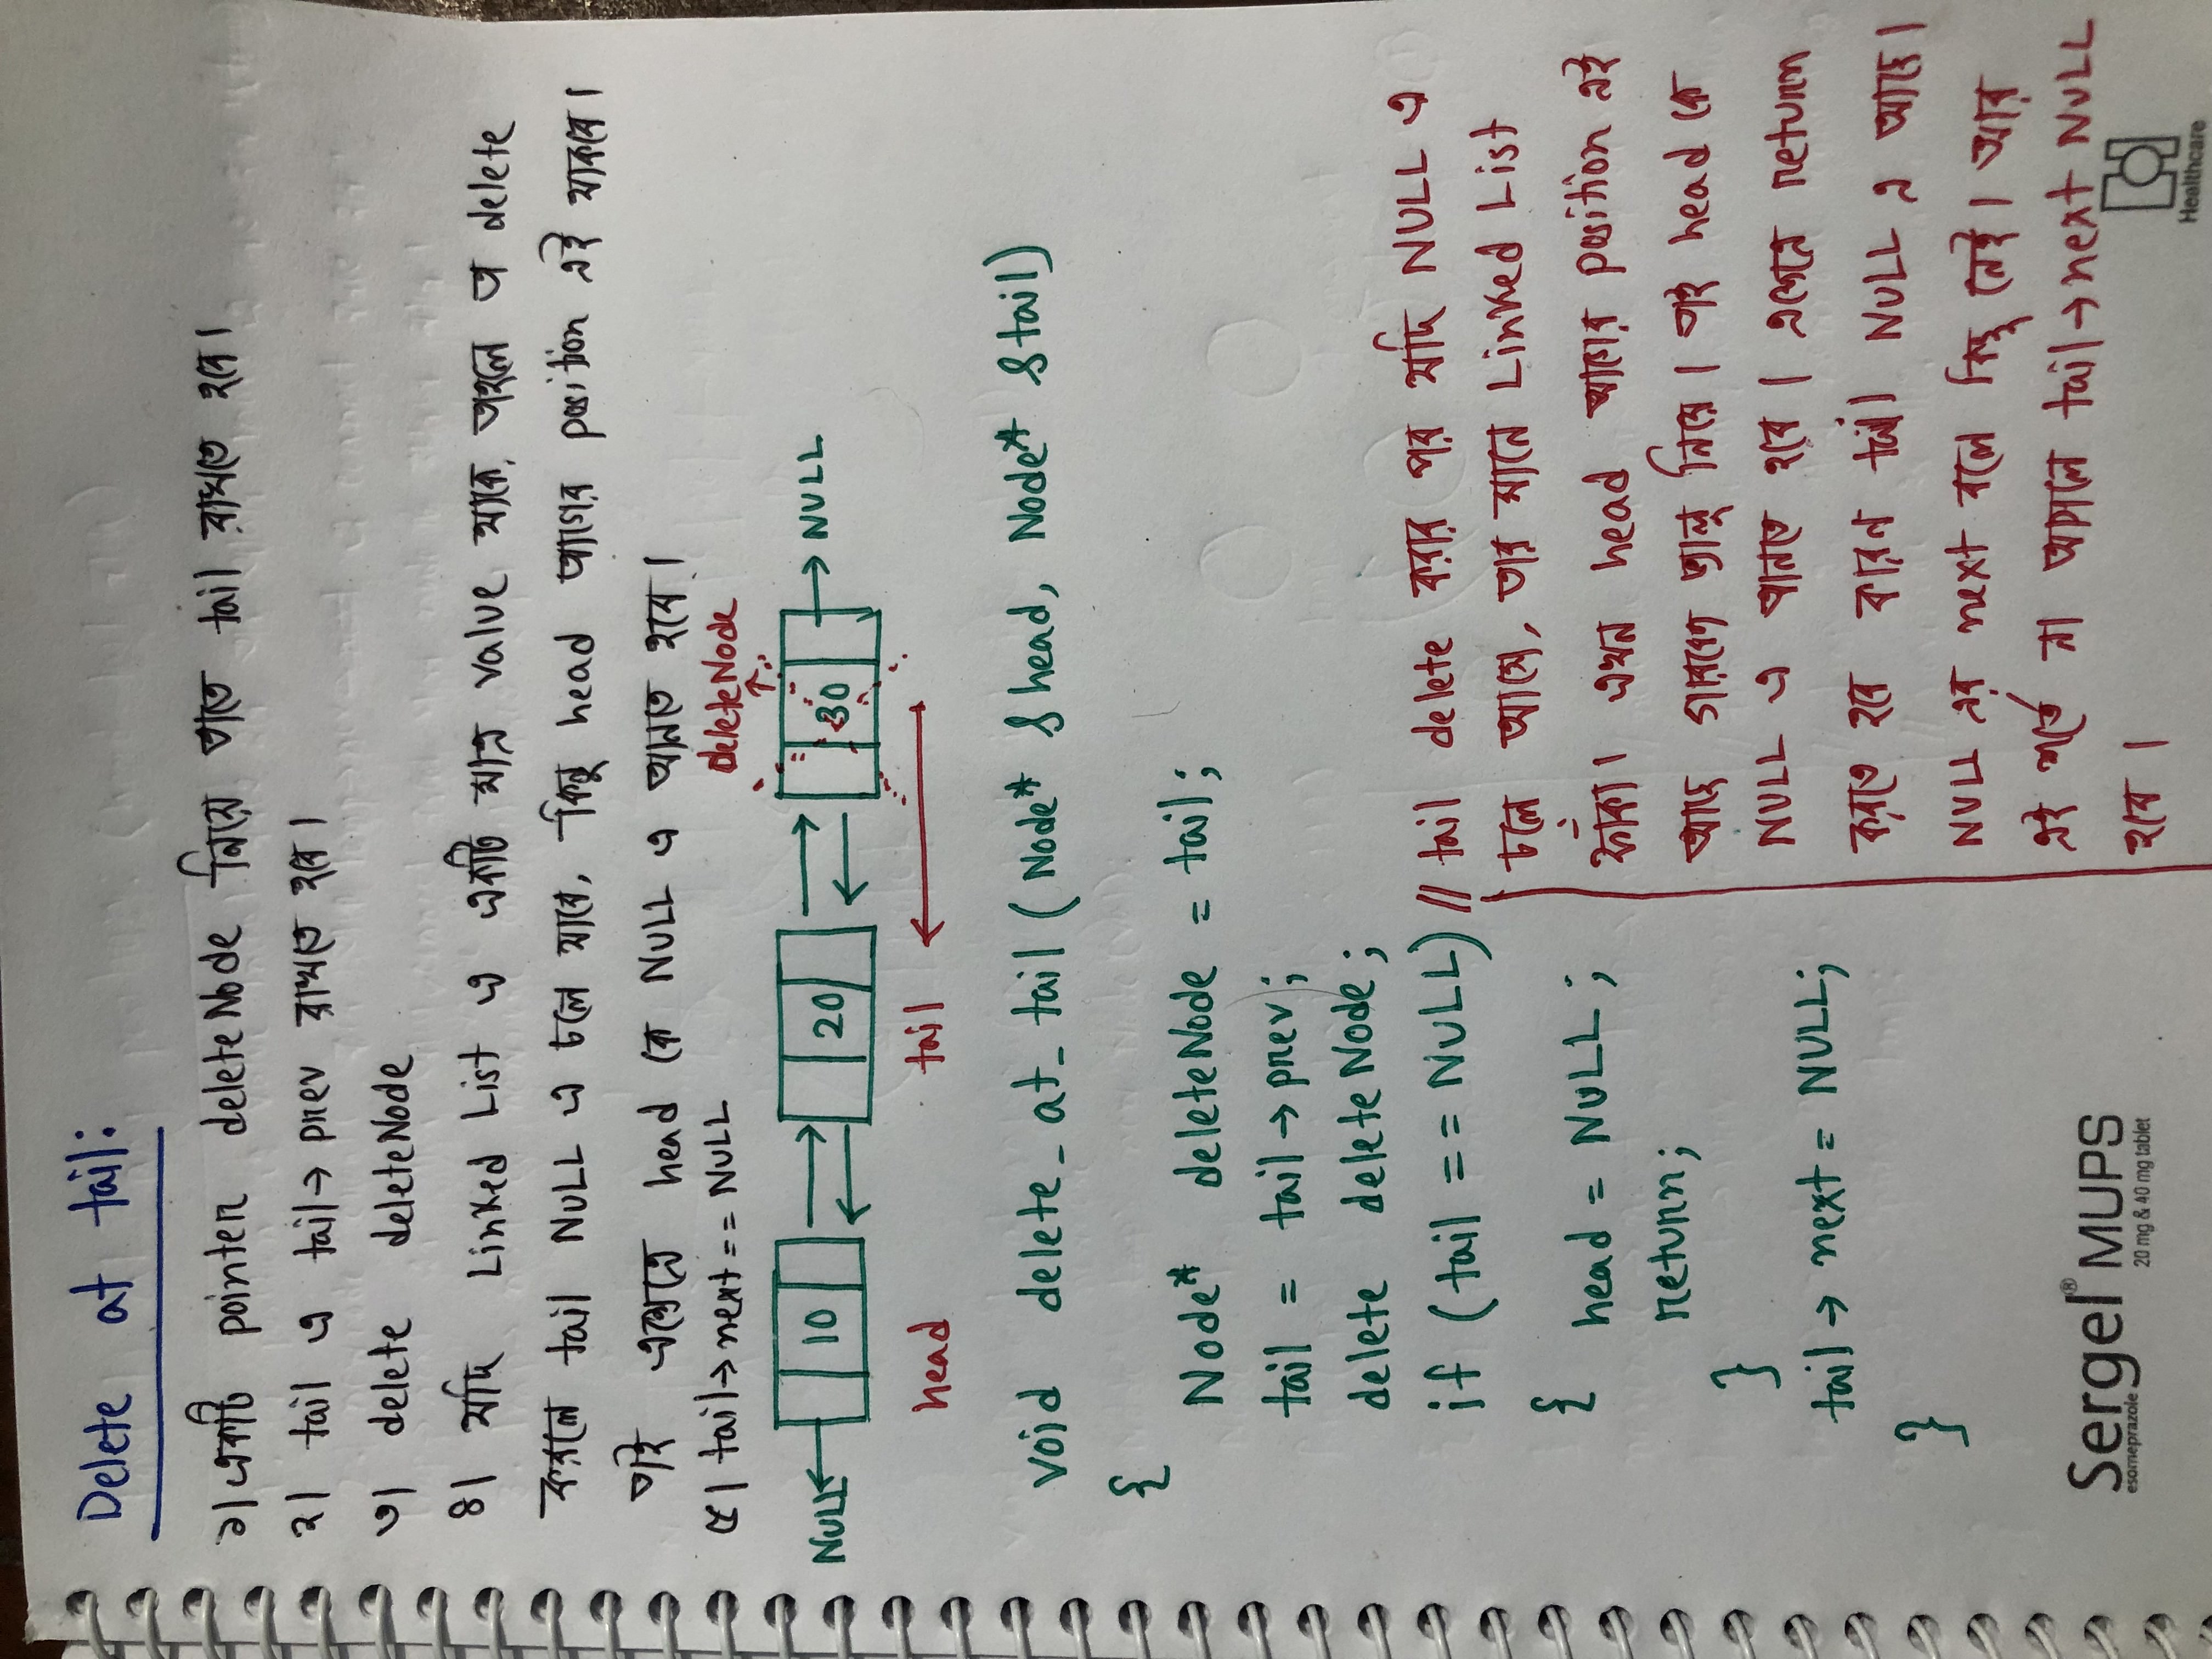 Delete at tail:
১। একটি pointer deleteNode নিয়ে তাতে tail রাখতে হবে।
২। tail এ tail→ prev রাখতে হবে।
৩। delete deleteNode
৪। যদি Linked List এ একটি মাত্র value থাকে, তাহলে তা delete
করলে tail NULL এ চলে যাবে, কিন্তু head আগের position এই থাকবে।
তাই এক্ষেত্রে head কে NULL এ আনতে হবে।
৫। tail→next == NULL
deleteNode
NULL 10 20 30 NULL
head tail
void delete_at_tail (Node* &head, Node* &tail)
{
Node* deleteNode = tail;
tail = tail→prev;
delete deleteNode;
if (tail == NULL) // tail delete করার পর যদি NULL এ
চলে আসে, তার মানে Linked List
{ head = NULL;
ফাঁকা। এখন head আগের position এই
return;
আছে গারবেজ ভ্যালু নিয়ে। তাই head কে
}
NULL এ আনতে হবে। এক্ষেত্রে return
tail→ next = NULL;
করতে হবে কারন tail NULL এ আছে।
}
NULL এর next বলে কিছু নেই। আর
এই শর্তে না আসলে tail→next NULL
হবে।
Sergel® MUPS
esomeprazole
20 mg & 40 mg tablet
Healthcare